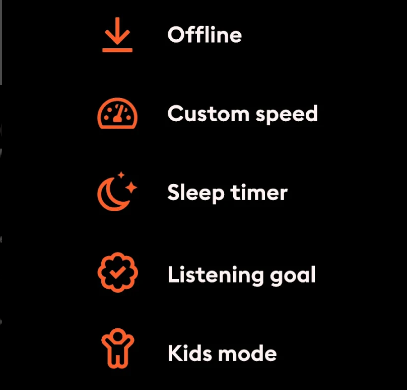 Offline
Custom speed
Sleep timer
Listening goal
Kids mode